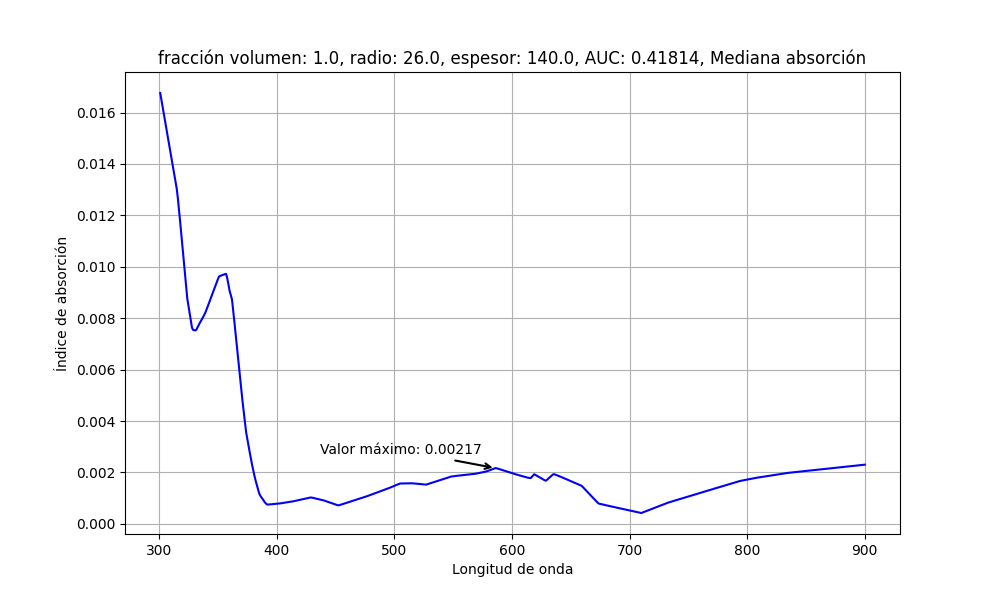 fracción volumen: 1.0, radio: 26.0, espesor: 140.0, AUC: 0.41814, Mediana absorción
0.016
0.014
0.012
0.010
0.008
0.006
0.004
0.002
0.000
Índice de absorción
Valor máximo: 0.00217
300 400 500 600 700 800 900
Longitud de onda